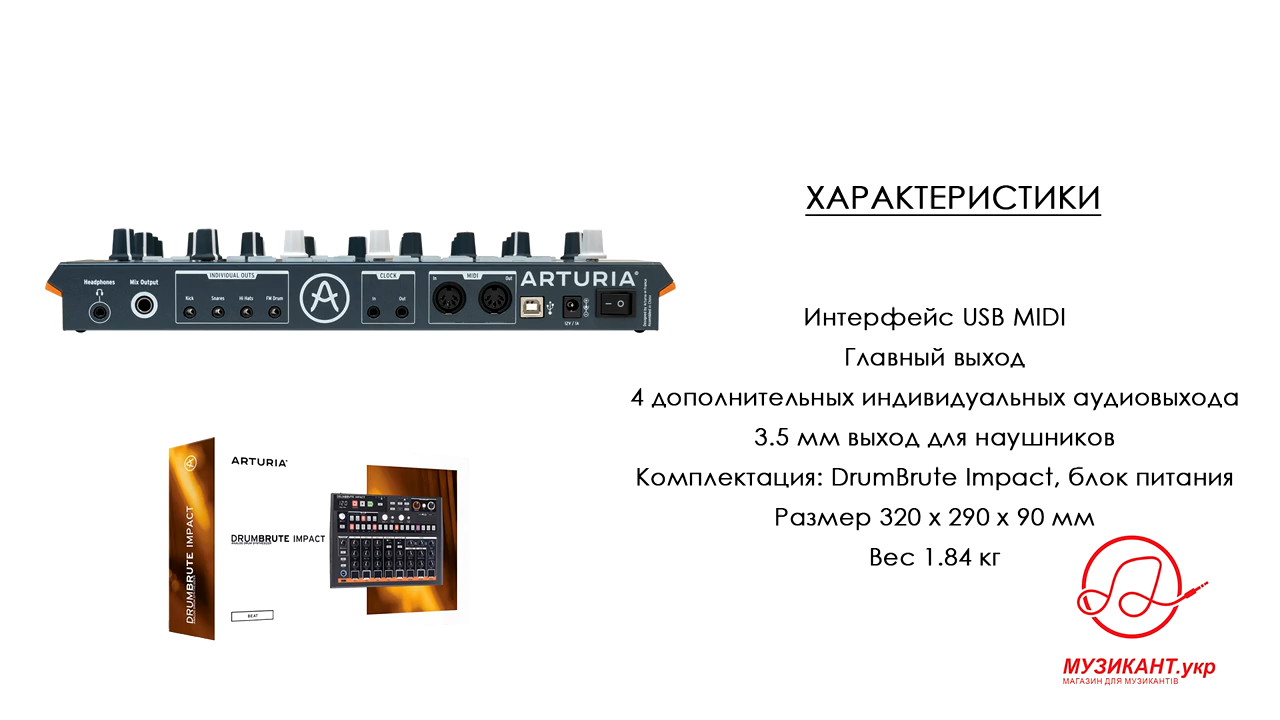 ХАРАКТЕРИСТИКИ
Интерфейс USB MIDI
Главный выход
4 дополнительных индивидуальных аудиовыхода
3.5 мм выход для наушников
Комплектация: DrumBrute Impact, блок питания
Размер 320 x 290 x 90 мм
Вес 1.84 кг
Headphones
Mix Output
INDIVIDUAL OUTS
Kick
Snares
Hi Hats
FM Drum
CLOCK
In
Out
MIDI
In
Out
ARTURIA®
12V / 1A
ARTURIA
DRUMBRUTE IMPACT
DRUMBRUTE IMPACT
BEAT
МУЗИКАНТ.укр
МАГАЗИН ДЛЯ МУЗИКАНТІВ